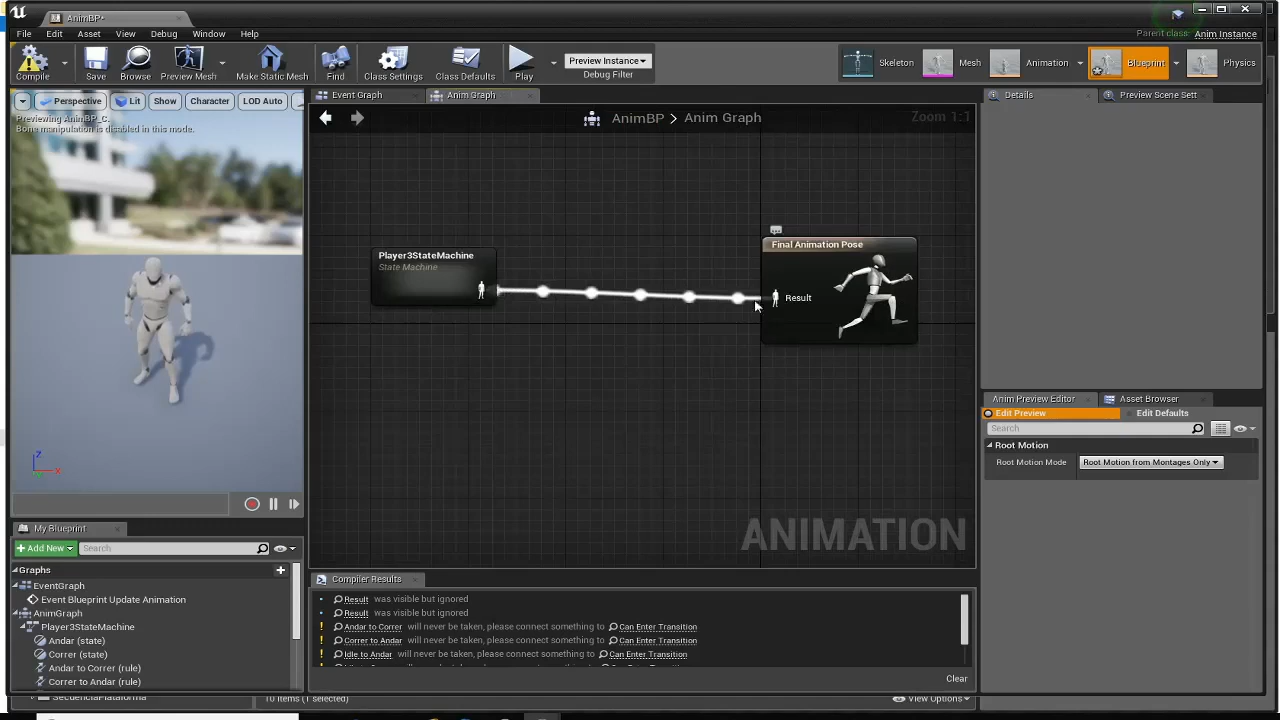 AnimBP*
Parent class: Anim Instance
File Edit Asset View Debug Window Help
Compile
Save
Browse
Preview Mesh
Make Static Mesh
Find
Class Settings
Class Defaults
Play
Preview Instance
Debug Filter
Skeleton
Mesh
Animation
Blueprint
Physics
Perspective Lit Show Character LOD Auto
Previewing AnimBP_C.
Bone manipulation is disabled in this mode.
Z
X
Event Graph
Anim Graph
AnimBP > Anim Graph
Zoom 1:1
Player3StateMachine
State Machine
Final Animation Pose
Result
ANIMATION
Details
Preview Scene Sett
Anim Preview Editor
Asset Browser
Edit Preview
Edit Defaults
Search
Root Motion
Root Motion Mode Root Motion from Montages Only
My Blueprint
+ Add New Search
Graphs
EventGraph
Event Blueprint Update Animation
AnimGraph
Player3StateMachine
Andar (state)
Correr (state)
Andar to Correr (rule)
Correr to Andar (rule)
Compiler Results
Result was visible but ignored
Result was visible but ignored
Andar to Correr will never be taken, please connect something to Can Enter Transition
Correr to Andar will never be taken, please connect something to Can Enter Transition
Idle to Andar will never be taken, please connect something to Can Enter Transition
Clear
SecuenciaPlataforma
10 items (1 selected)
View Options